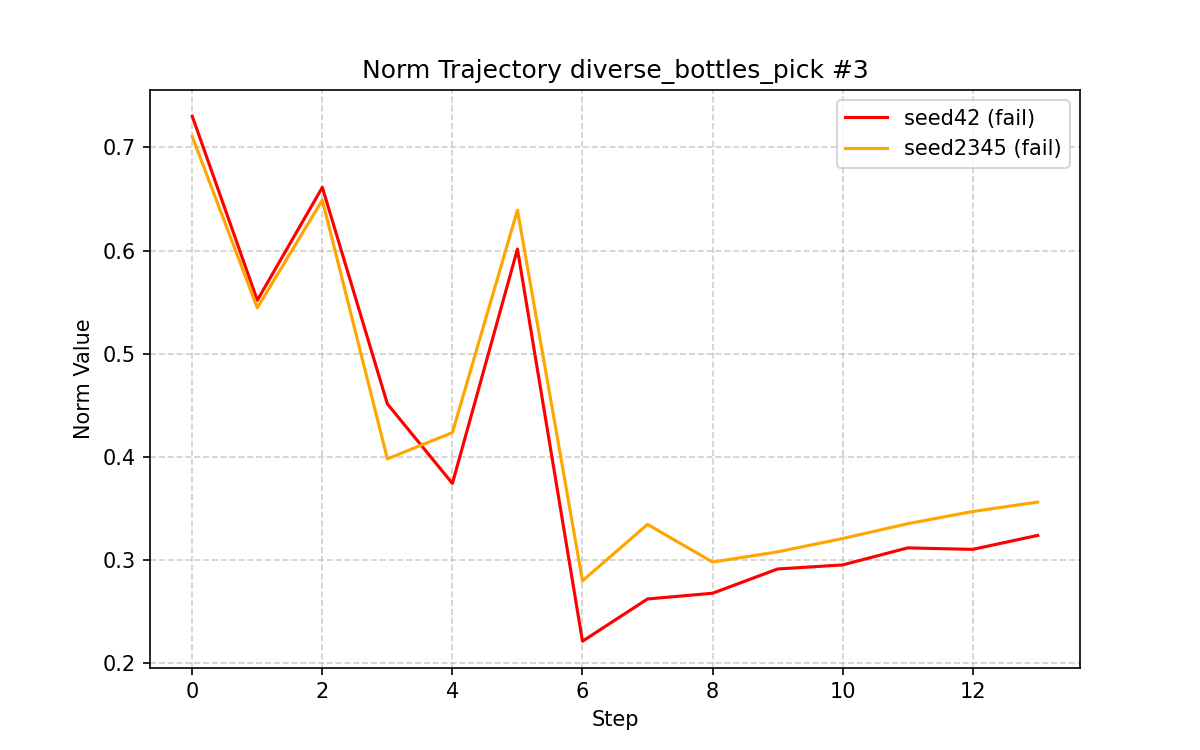 Norm Trajectory diverse_bottles_pick #3
seed42 (fail)
seed2345 (fail)
Norm Value
0.7
0.6
0.5
0.4
0.3
0.2
0 2 4 6 8 10 12
Step